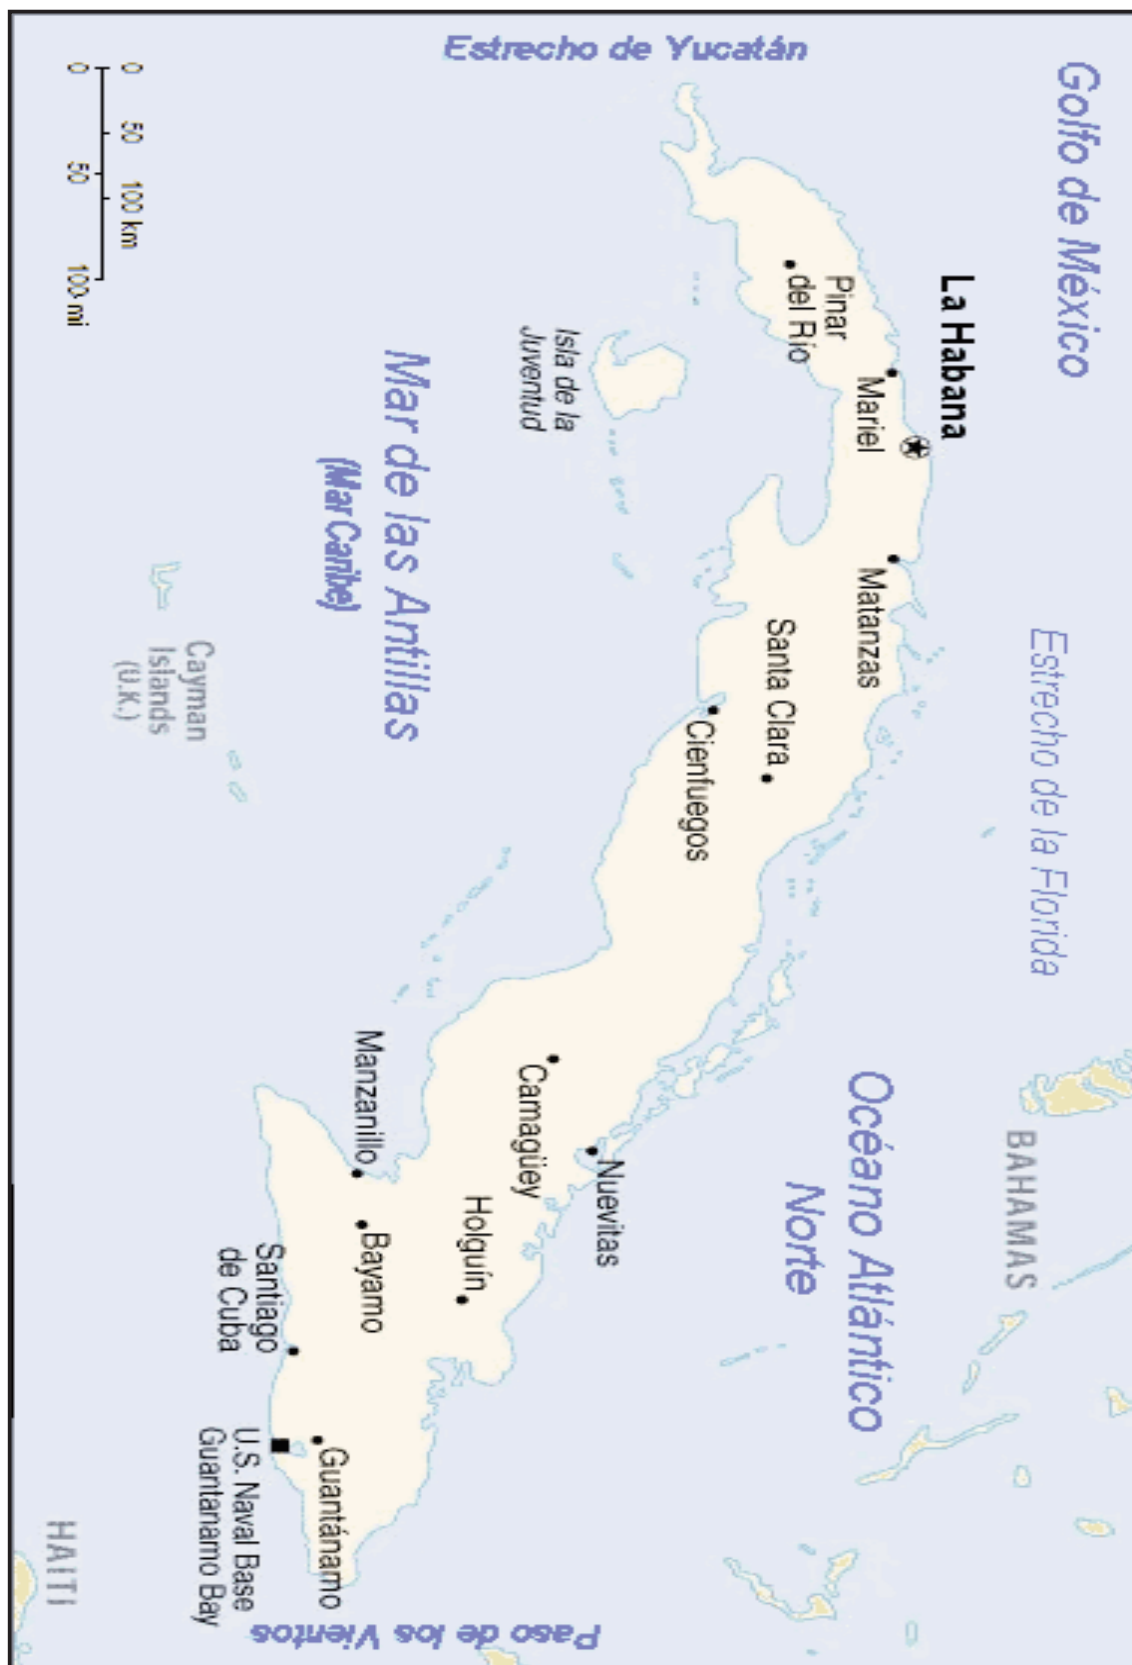 Estrecho de Yucatán
Golfo de México
La Habana
Estrecho de la Florida
Mariel
Matanzas
Pinar
del Río
Santa Clara
Cienfuegos
Isla de la
Juventud
Mar de las Antillas
(Mar Caribe)
Cayman
Islands
(U.K.)
BAHAMAS
Océano Atlántico
Norte
Nuevitas
Camagüey
Holguín
Manzanillo
Bayamo
Santiago
de Cuba
Guantánamo
U.S. Naval Base
Guantanamo Bay
Paso de los Vientos
HAITI
0 50 100 km
0 50 100 mi